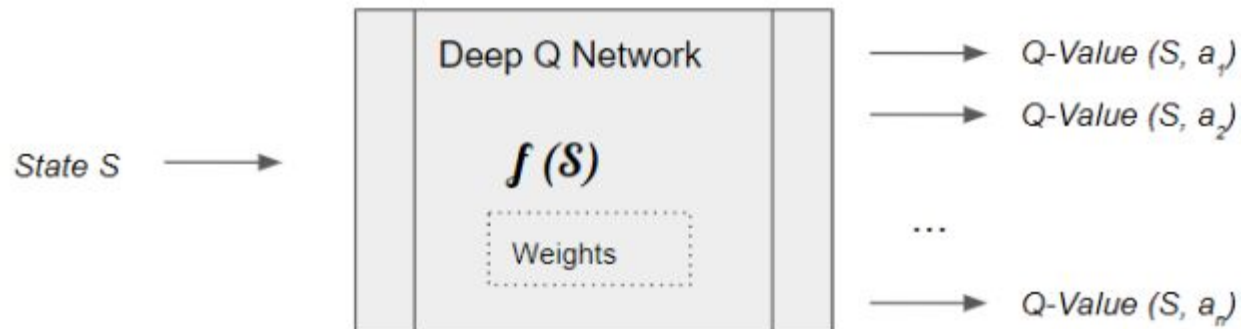 Deep Q Network
Q-Value (S, a₁)
Q-Value (S, a₂)
State S
f (S)
...
Weights
Q-Value (S, aₙ)